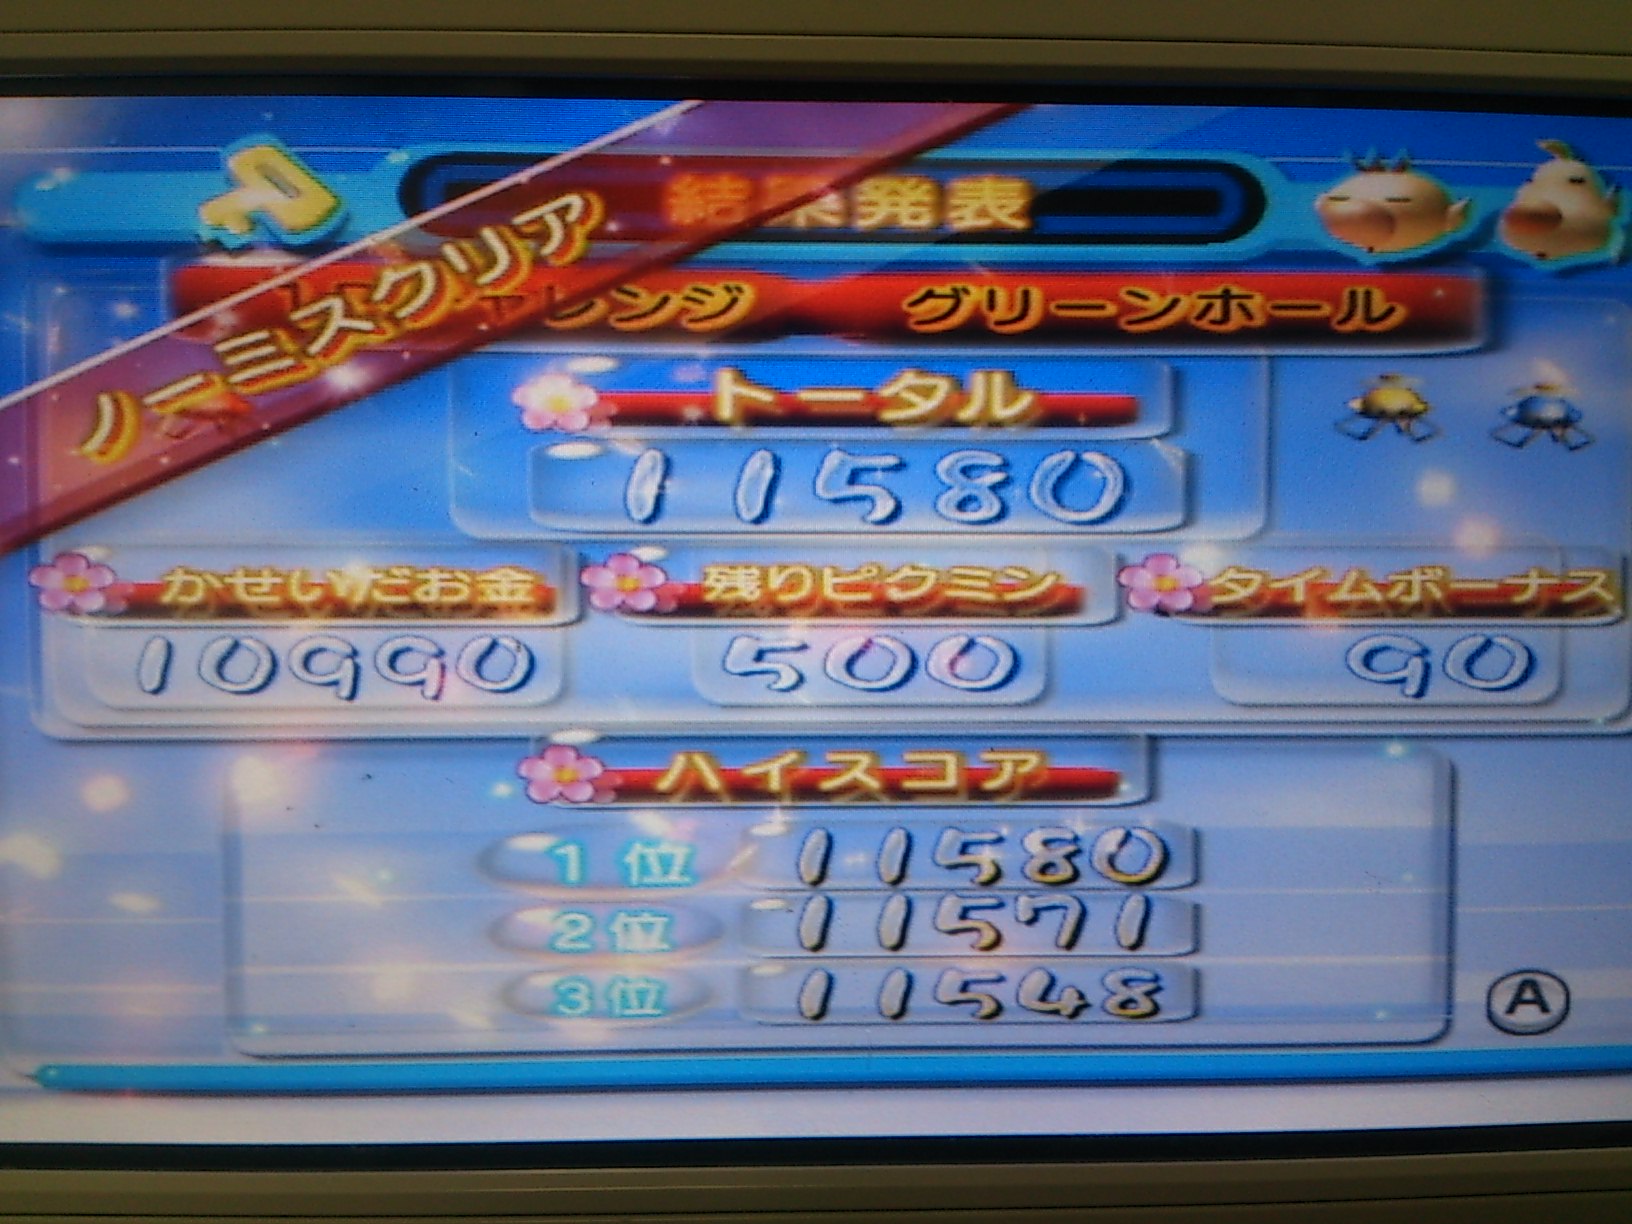 結果発表
ノーミスクリア
チャレンジ グリーンホール
トータル
11580
かせいだお金 残りピクミン タイムボーナス
10990 500 90
ハイスコア
1位 11580
2位 11571
3位 11548
A